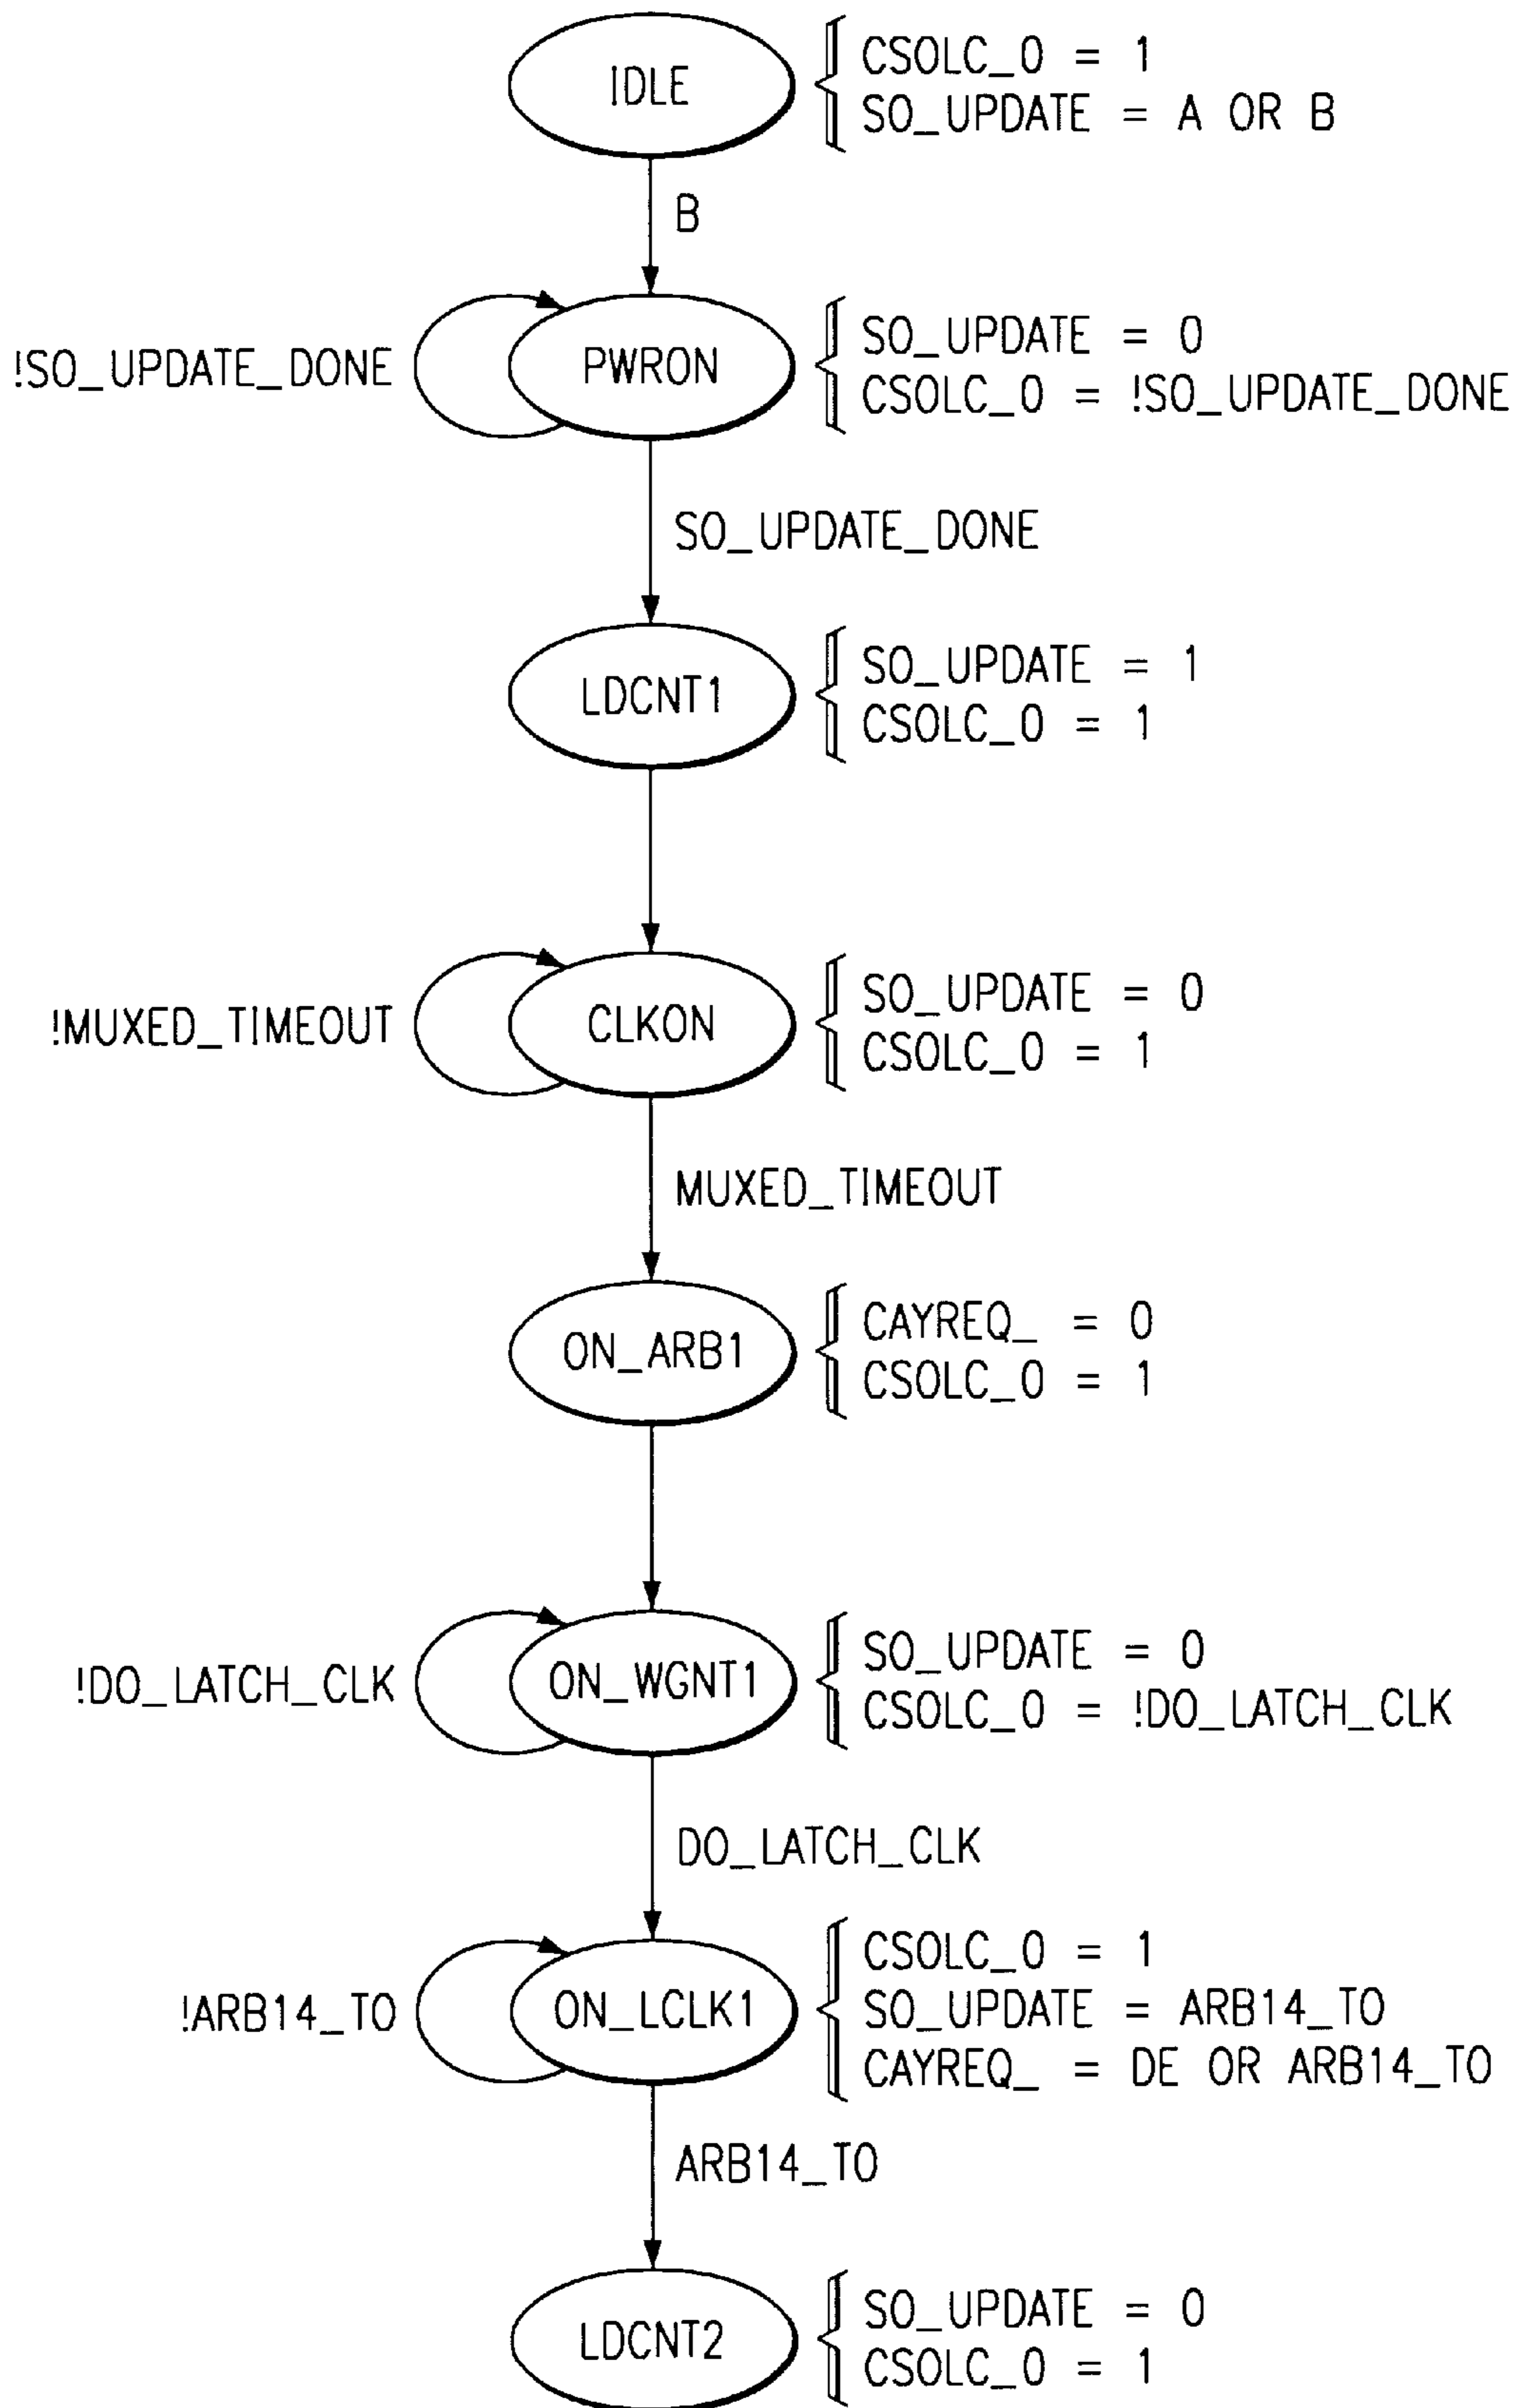 IDLE
CSOLC_0 = 1
SO_UPDATE = A OR B
B
!SO_UPDATE_DONE
PWRON
SO_UPDATE = 0
CSOLC_0 = !SO_UPDATE_DONE
SO_UPDATE_DONE
LDCNT1
SO_UPDATE = 1
CSOLC_0 = 1
!MUXED_TIMEOUT
CLKON
SO_UPDATE = 0
CSOLC_0 = 1
MUXED_TIMEOUT
ON_ARB1
CAYREQ_ = 0
CSOLC_0 = 1
!DO_LATCH_CLK
ON_WGNT1
SO_UPDATE = 0
CSOLC_0 = !DO_LATCH_CLK
DO_LATCH_CLK
!ARB14_TO
ON_LCLK1
CSOLC_0 = 1
SO_UPDATE = ARB14_TO
CAYREQ_ = DE OR ARB14_TO
ARB14_TO
LDCNT2
SO_UPDATE = 0
CSOLC_0 = 1